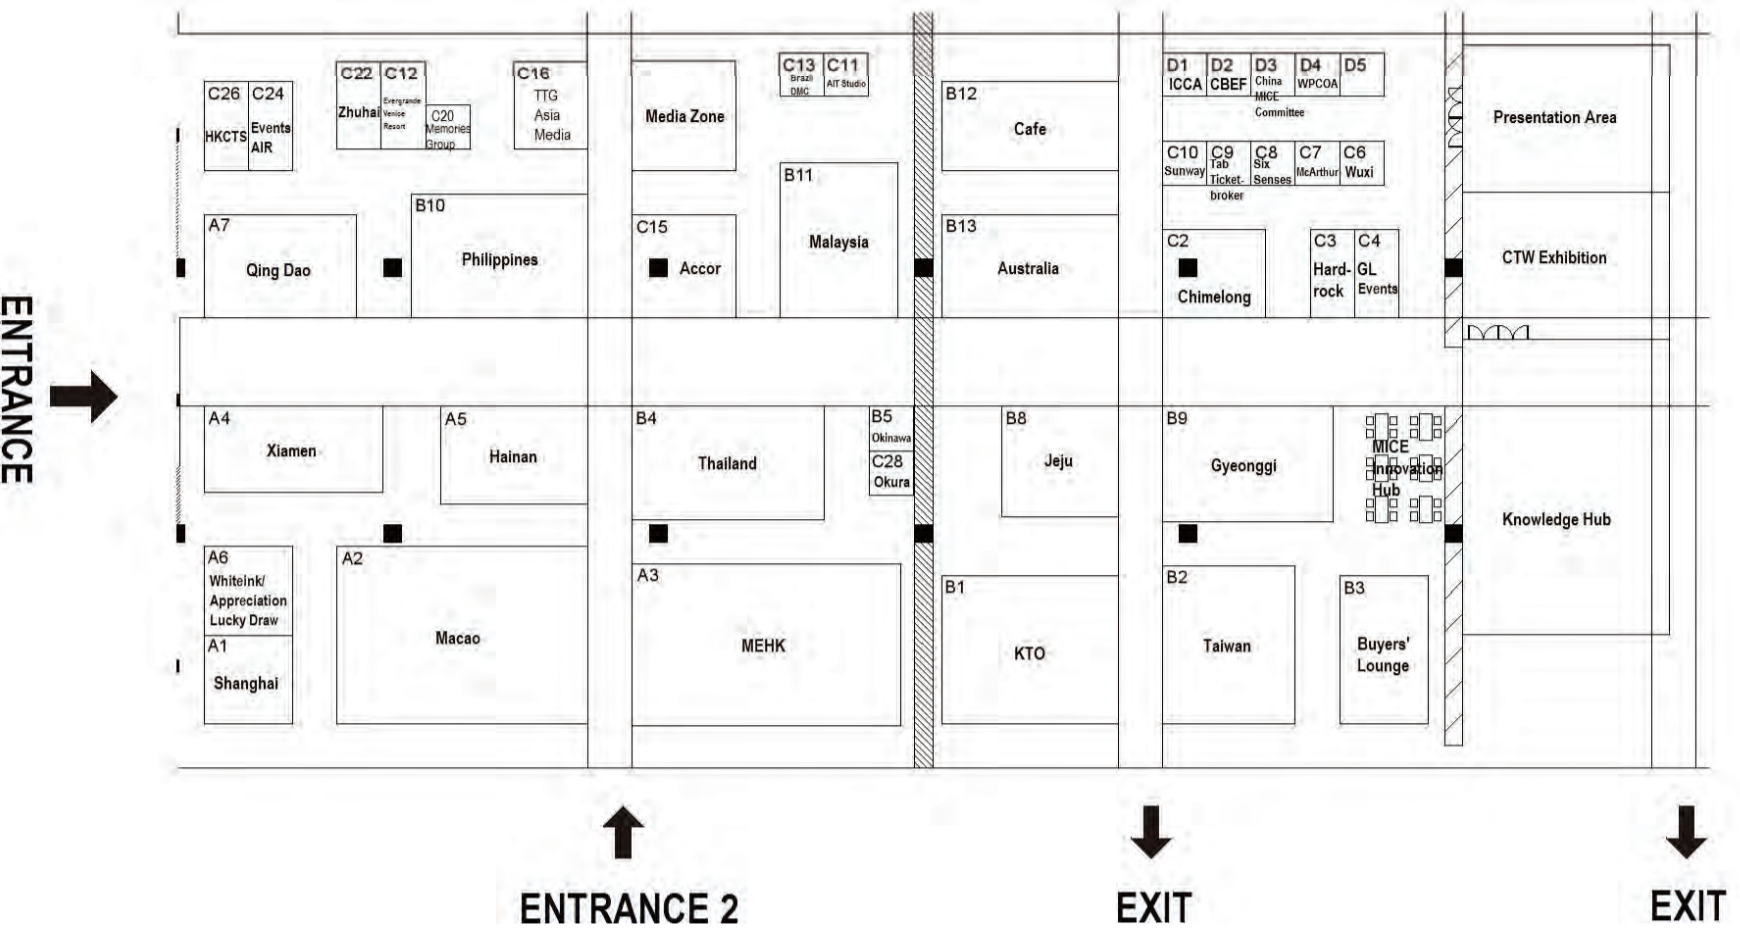 C13 C11
Brazil
DMC
AIT Studio
D1 D2 D3 D4 D5
ICCA CBEF China
MICE
Committee
WPCOA
C22 C12
Zhuhai
Evergrande
Venice
Resort
C20
Memories
Group
C16
TTG
Asia
Media
C26 C24
HKCTS
Events
AIR
Media Zone
B12
Cafe
Presentation Area
C10 C9 C8 C7 C6
Sunway
Tab
Ticket-
broker
Six
Senses
McArthur
Wuxi
A7
Qing Dao
B10
Philippines
C15
Accor
B11
Malaysia
B13
Australia
C2
Chimelong
C3 C4
Hard-
rock
GL
Events
CTW Exhibition
ENTRANCE
A4
Xiamen
A5
Hainan
B4
Thailand
B5
Okinawa
C28
Okura
B8
Jeju
B9
Gyeonggi
MICE
Innovation
Hub
Knowledge Hub
A6
Whiteink/
Appreciation
Lucky Draw
A1
Shanghai
A2
Macao
A3
MEHK
B1
KTO
B2
Taiwan
B3
Buyers'
Lounge
ENTRANCE 2
EXIT
EXIT